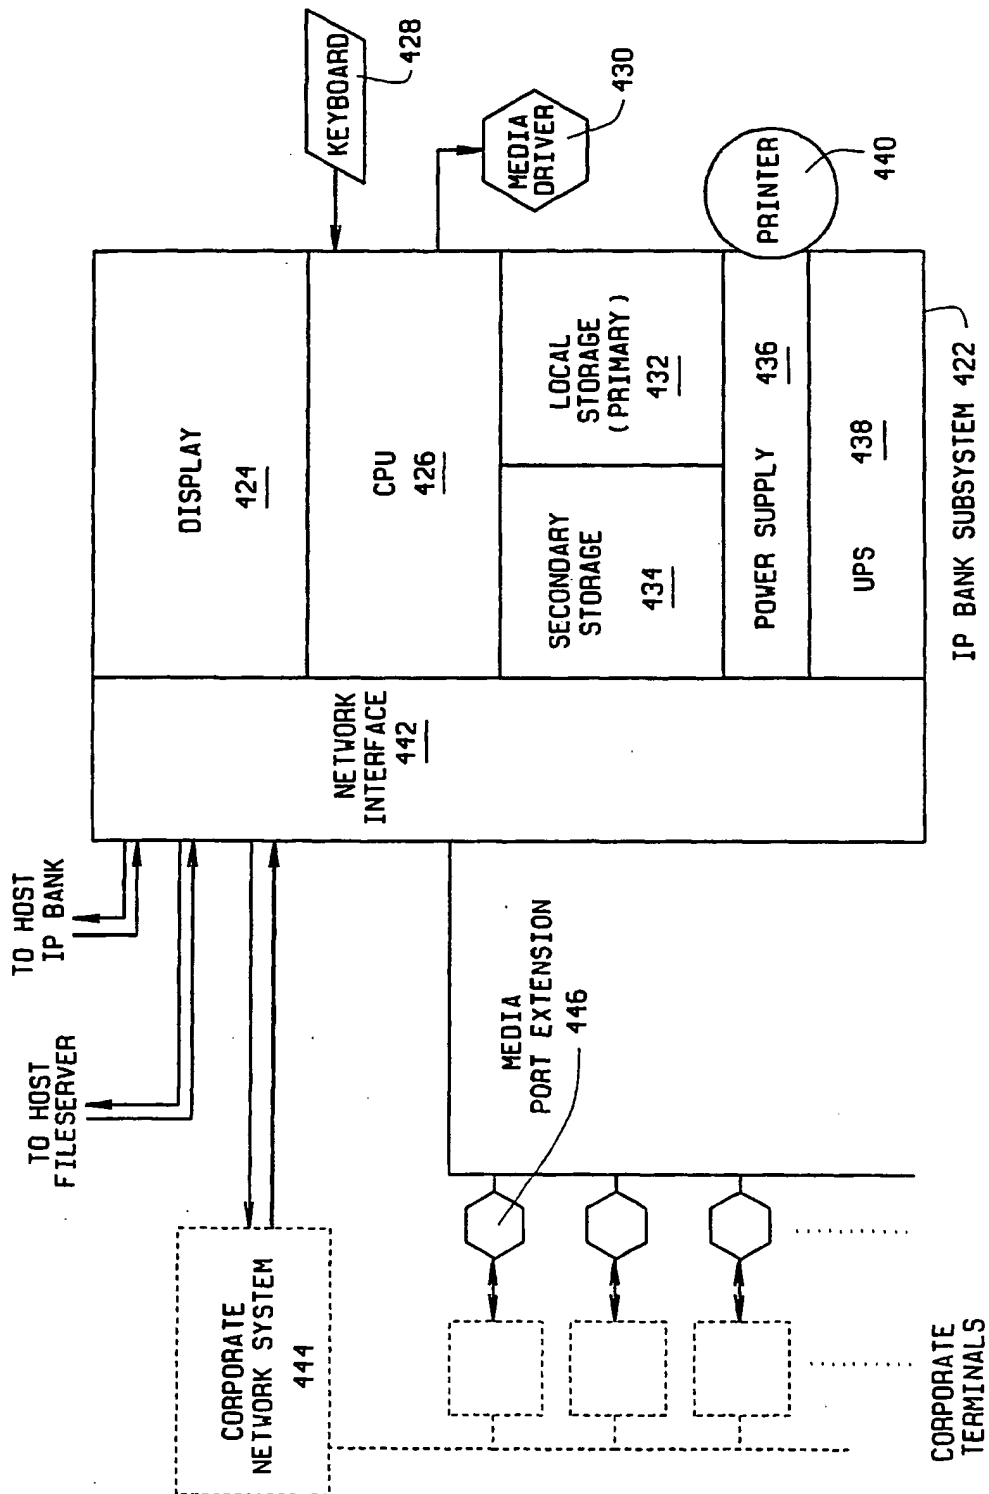 TO HOST
IP BANK
TO HOST
FILESERVER
CORPORATE
NETWORK SYSTEM
444
NETWORK
INTERFACE
442
DISPLAY
424
CPU
426
SECONDARY
STORAGE
434
LOCAL
STORAGE
(PRIMARY)
432
POWER SUPPLY 436
UPS 438
KEYBOARD
428
MEDIA
DRIVER
430
PRINTER
440
MEDIA
PORT EXTENSION
446
CORPORATE
TERMINALS
IP BANK SUBSYSTEM 422